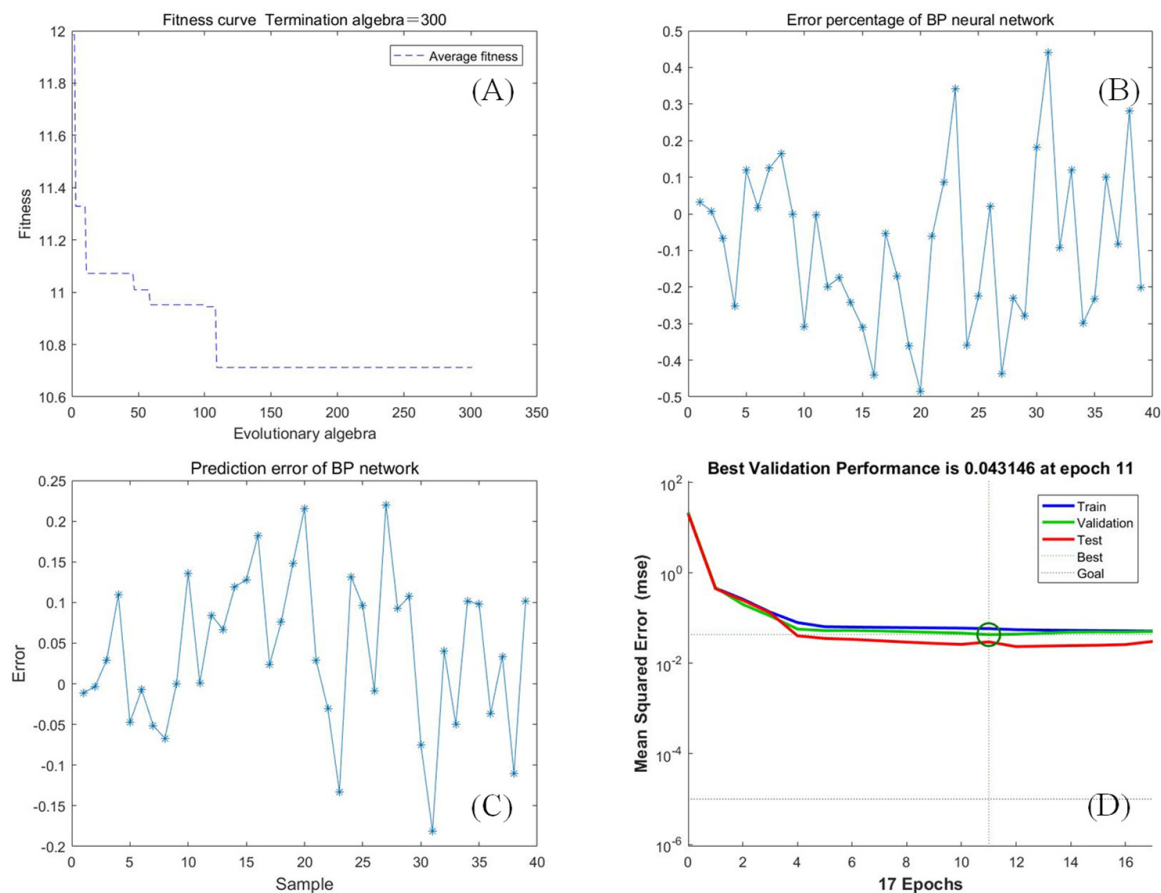 Fitness curve Termination algebra=300
12
11.8
11.6
11.4
11.2
11
10.8
10.6
Fitness
Average fitness
(A)
0 50 100 150 200 250 300 350
Evolutionary algebra
Error percentage of BP neural network
0.5
0.4
0.3
0.2
0.1
0
-0.1
-0.2
-0.3
-0.4
-0.5
(B)
0 5 10 15 20 25 30 35 40
Prediction error of BP network
0.25
0.2
0.15
0.1
0.05
0
-0.05
-0.1
-0.15
-0.2
Error
(C)
0 5 10 15 20 25 30 35 40
Sample
Best Validation Performance is 0.043146 at epoch 11
10^2
10^0
10^-2
10^-4
10^-6
Mean Squared Error (mse)
Train
Validation
Test
Best
Goal
(D)
0 2 4 6 8 10 12 14 16
17 Epochs